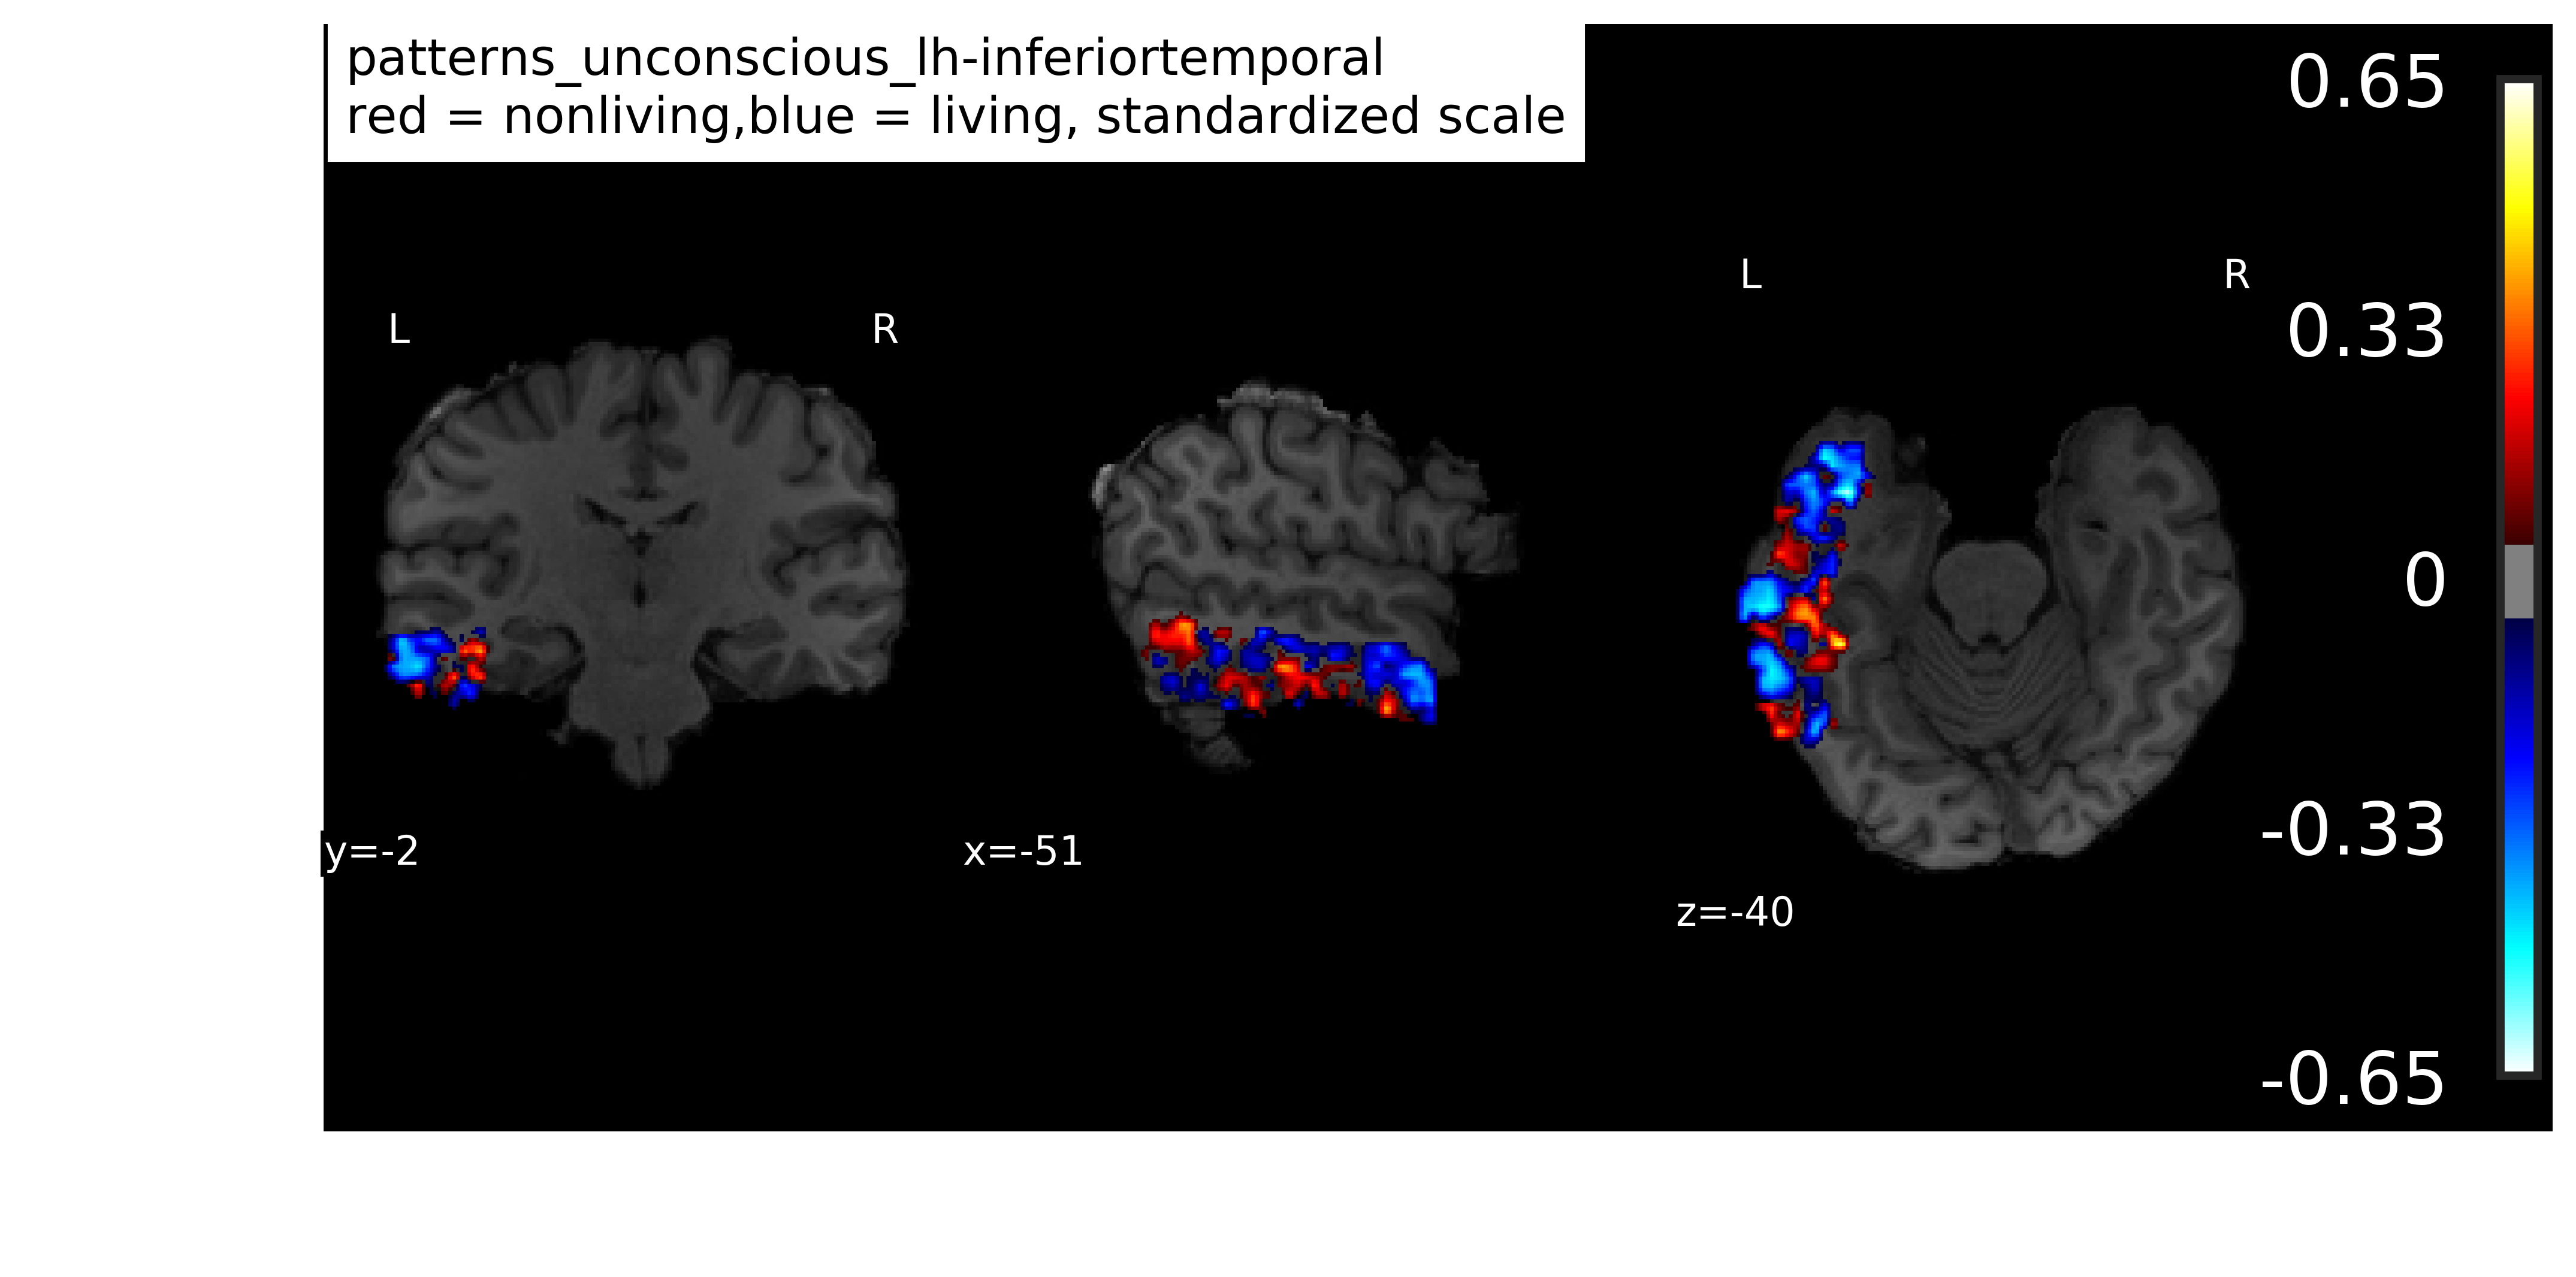 patterns_unconscious_lh-inferiortemporal
red = nonliving,blue = living, standardized scale
L
R
y=-2
x=-51
L
R
z=-40
0.65
0.33
0
-0.33
-0.65